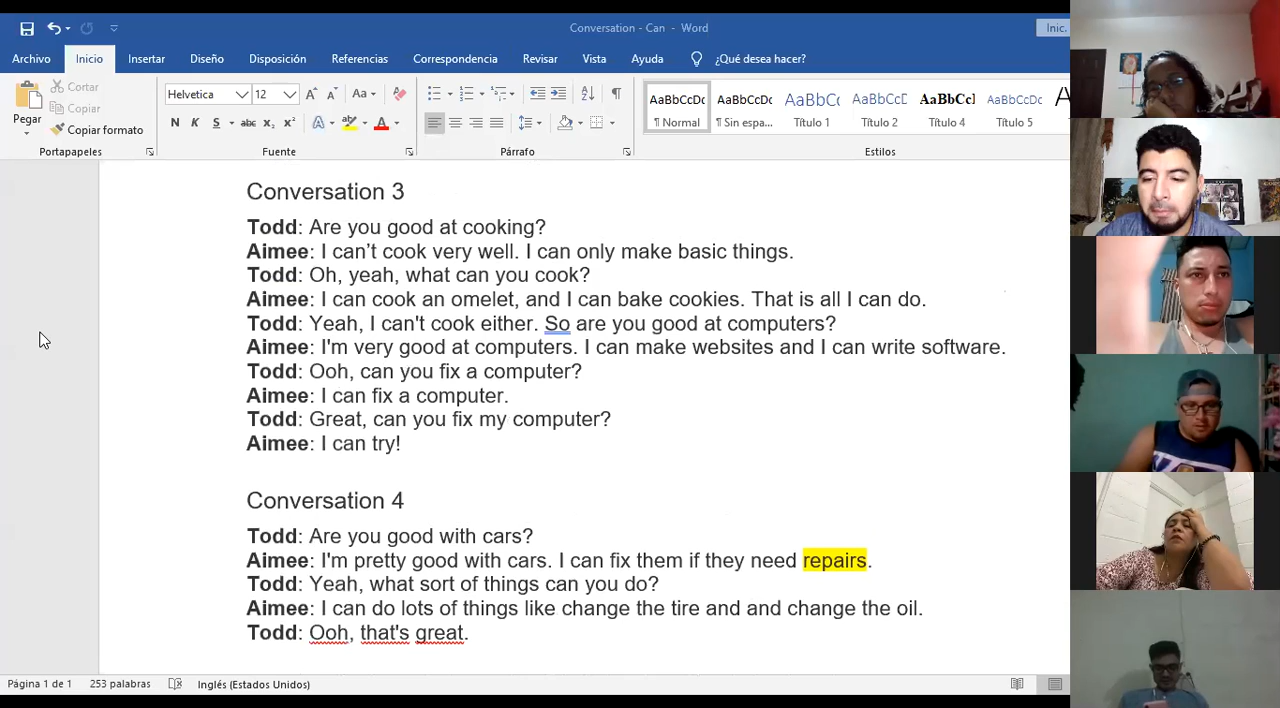 Conversation - Can - Word
Inic.
Archivo Inicio Insertar Diseño Disposición Referencias Correspondencia Revisar Vista Ayuda ¿Qué desea hacer?
Pegar
Cortar
Copiar
Copiar formato
Portapapeles
Helvetica 12
N K S abc x₂ x²
Fuente
Párrafo
AaBbCcDc AaBbCcDc AaBbC( AaBbCcD AaBbCcI AaBbCcDc
¶ Normal ¶ Sin espa... Título 1 Título 2 Título 4 Título 5
Estilos
Conversation 3
Todd: Are you good at cooking?
Aimee: I can’t cook very well. I can only make basic things.
Todd: Oh, yeah, what can you cook?
Aimee: I can cook an omelet, and I can bake cookies. That is all I can do.
Todd: Yeah, I can't cook either. So are you good at computers?
Aimee: I'm very good at computers. I can make websites and I can write software.
Todd: Ooh, can you fix a computer?
Aimee: I can fix a computer.
Todd: Great, can you fix my computer?
Aimee: I can try!
Conversation 4
Todd: Are you good with cars?
Aimee: I'm pretty good with cars. I can fix them if they need repairs.
Todd: Yeah, what sort of things can you do?
Aimee: I can do lots of things like change the tire and and change the oil.
Todd: Ooh, that's great.
Página 1 de 1 253 palabras Inglés (Estados Unidos)